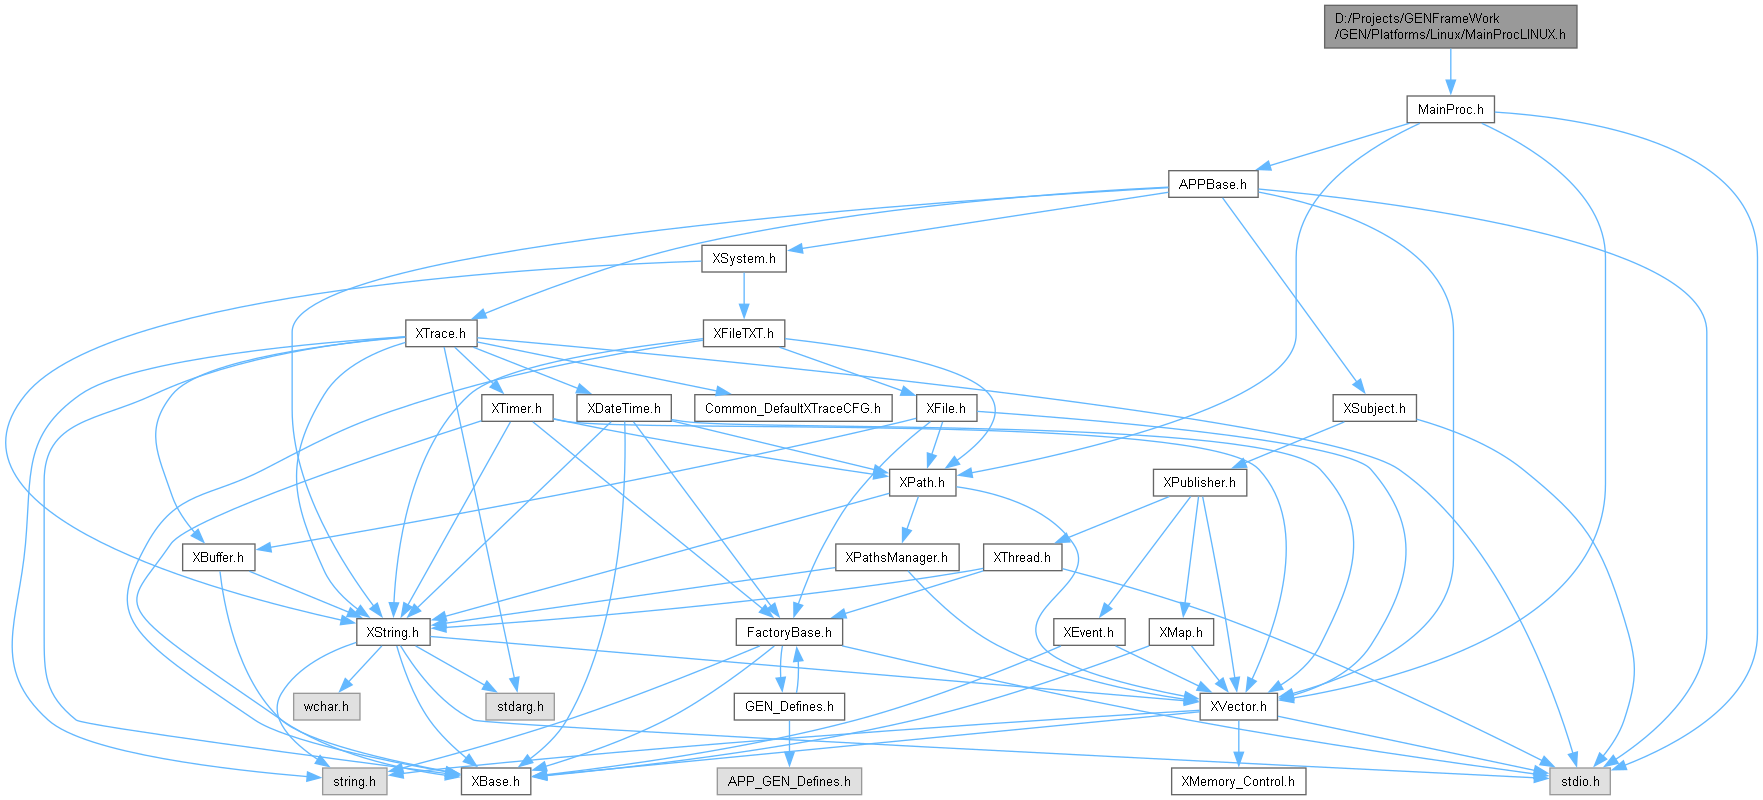 D:/Projects/GENFrameWork
/GEN/Platforms/Linux/MainProcLINUX.h
MainProc.h
APPBase.h
XSystem.h
XTrace.h
XFileTXT.h
XTimer.h
XDateTime.h
Common_DefaultXTraceCFG.h
XFile.h
XSubject.h
XPath.h
XPublisher.h
XBuffer.h
XPathsManager.h
XThread.h
XString.h
FactoryBase.h
XEvent.h
XMap.h
wchar.h
stdarg.h
GEN_Defines.h
XVector.h
string.h
XBase.h
APP_GEN_Defines.h
XMemory_Control.h
stdio.h